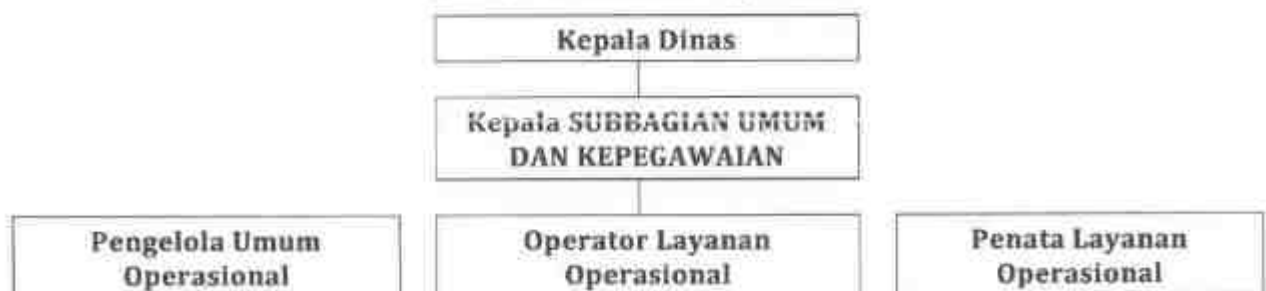 Kepala Dinas
Kepala SUBBAGIAN UMUM
DAN KEPEGAWAIAN
Pengelola Umum
Operasional
Operator Layanan
Operasional
Penata Layanan
Operasional